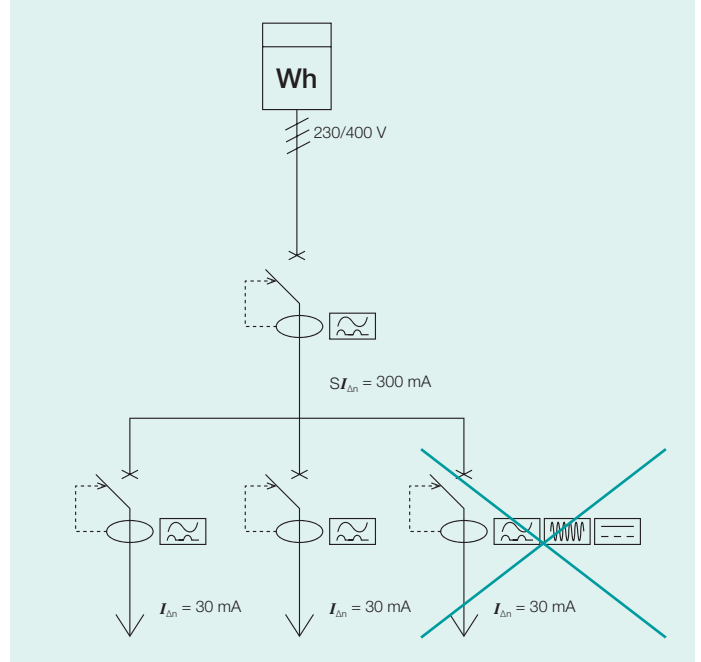 Wh
230/400 V
SIΔn = 300 mA
IΔn = 30 mA
IΔn = 30 mA
IΔn = 30 mA